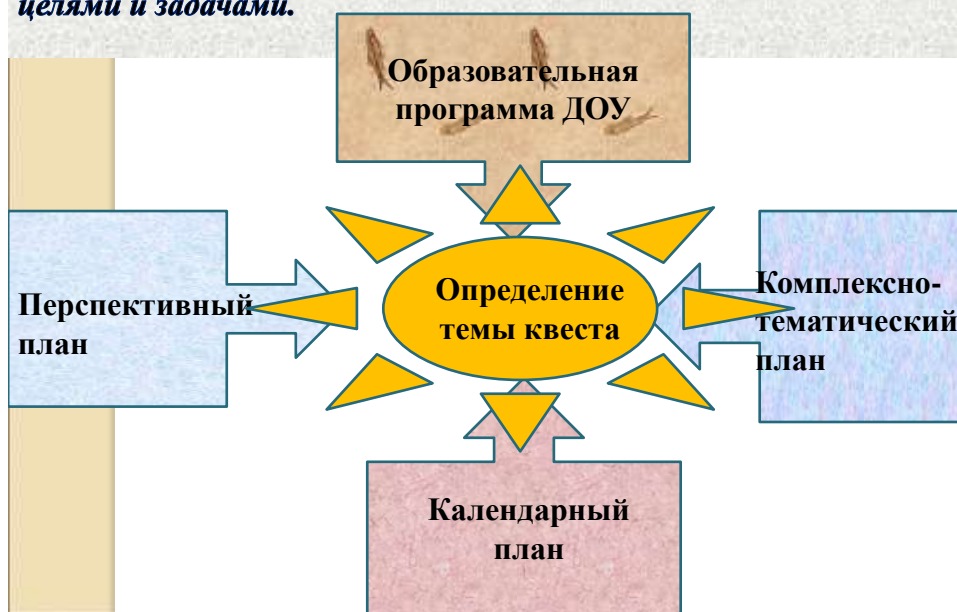 целями и задачами.
Образовательная
программа ДОУ
Перспективный
план
Определение
темы квеста
Комплексно-
тематический
план
Календарный
план